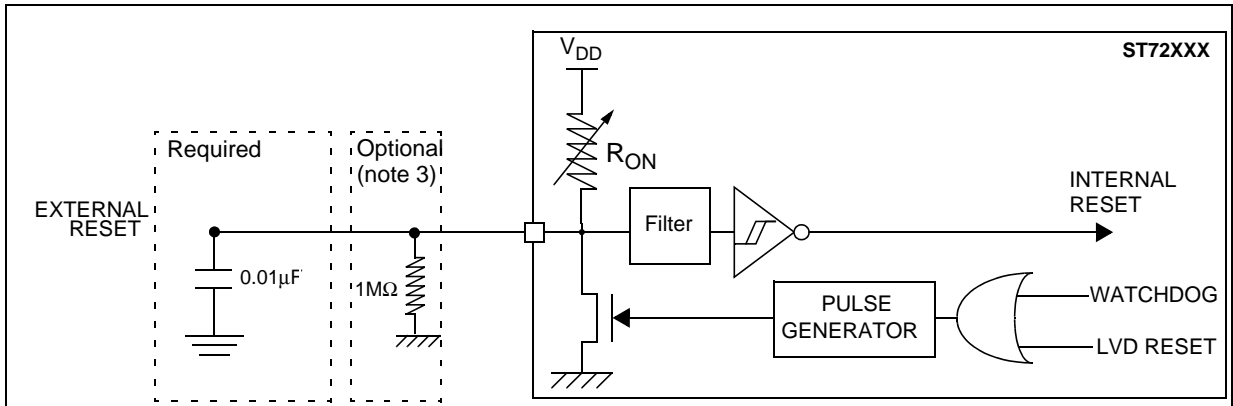 V_DD
ST72XXX
Required
Optional
(note 3)
R_ON
EXTERNAL
RESET
Filter
INTERNAL
RESET
0.01μF
1MΩ
PULSE
GENERATOR
WATCHDOG
LVD RESET